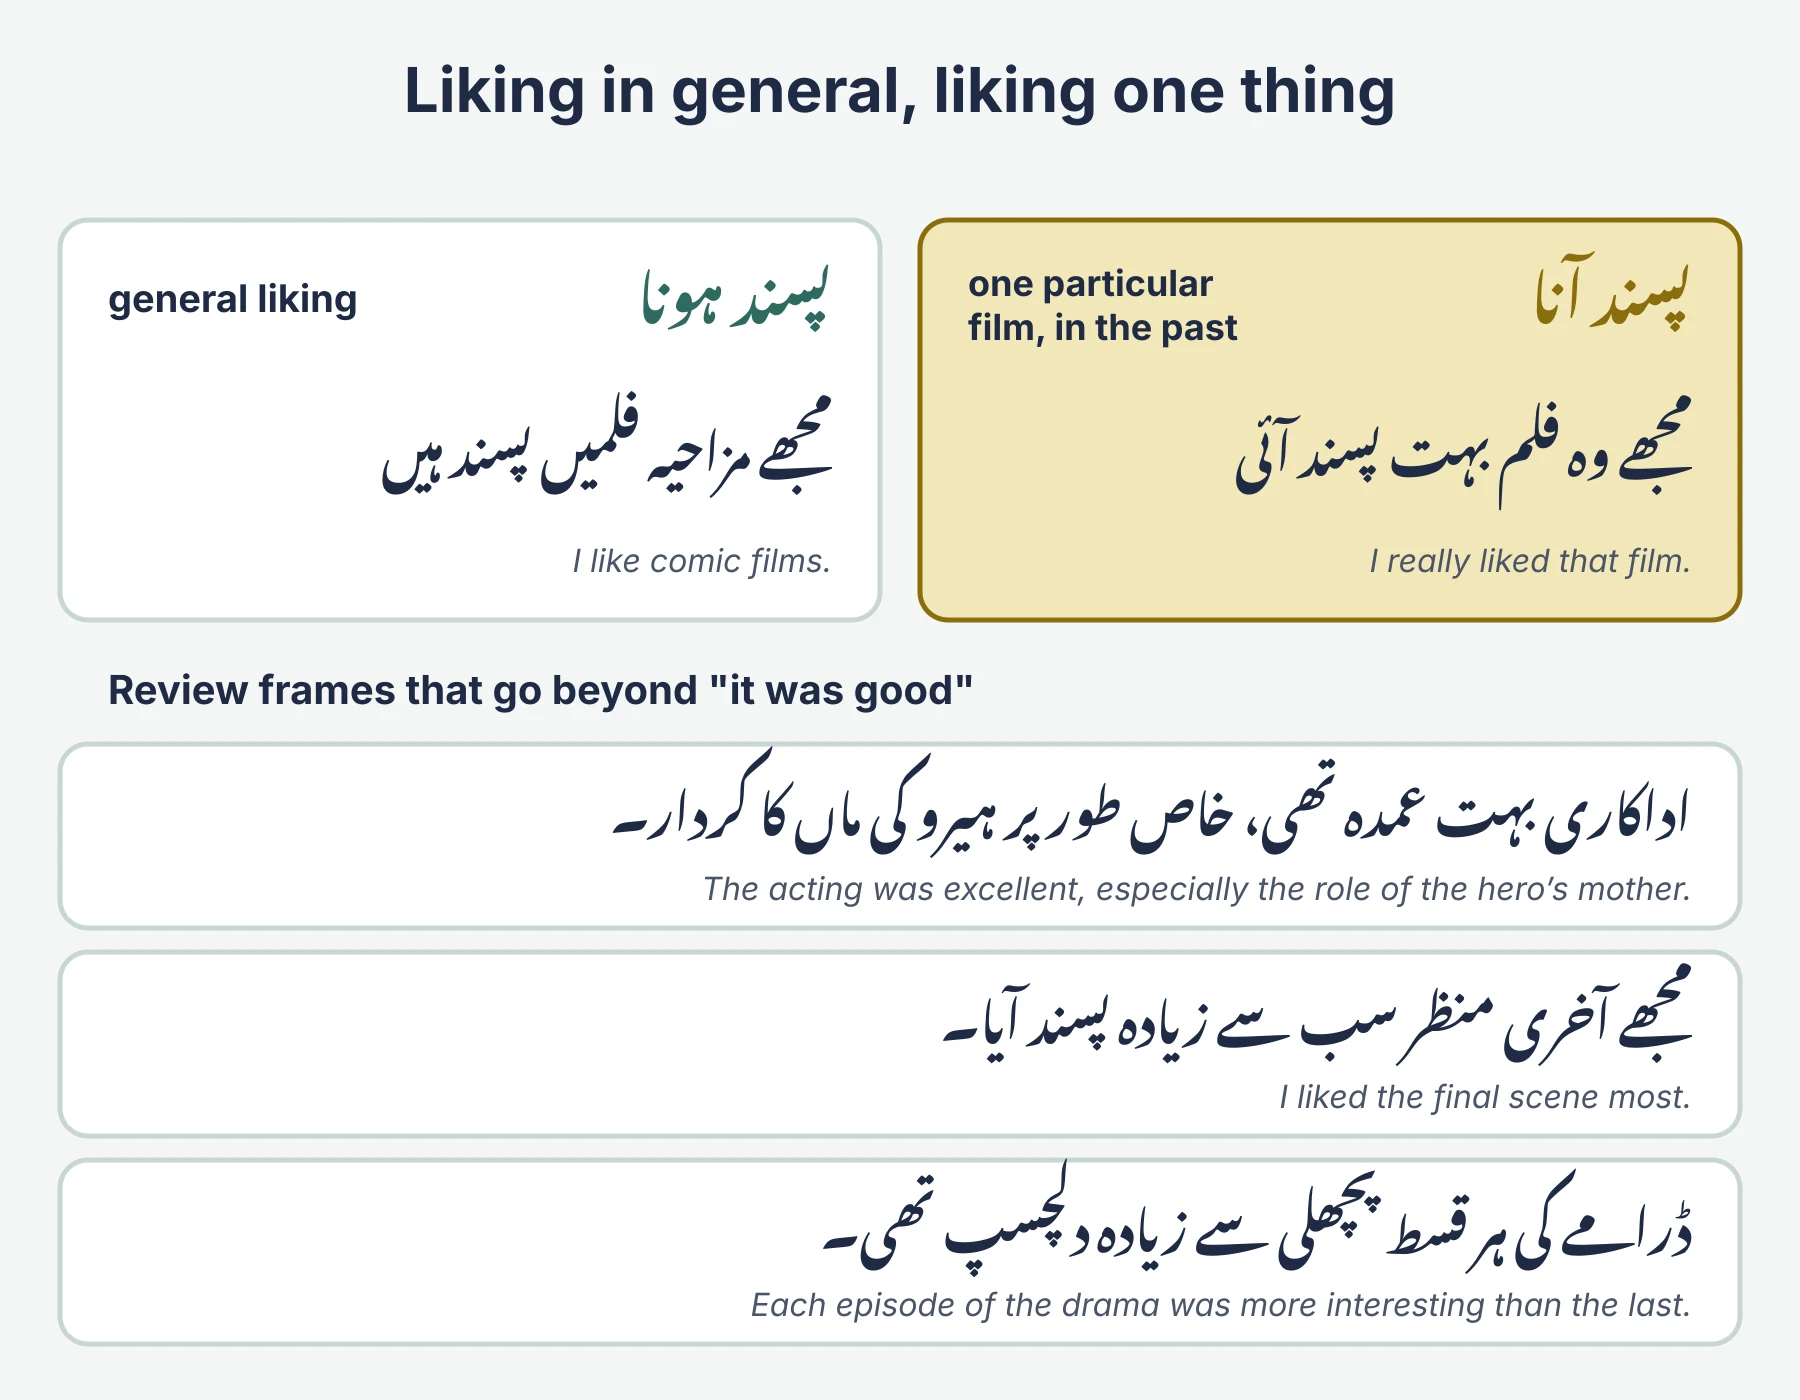 Liking in general, liking one thing
general liking
پسند ہونا
مجھے مزاحیہ فلمیں پسند ہیں
I like comic films.
one particular
film, in the past
پسند آنا
مجھے وہ فلم بہت پسند آئی
I really liked that film.
Review frames that go beyond "it was good"
اداکاری بہت عمدہ تھی، خاص طور پر ہیرو کی ماں کا کردار۔
The acting was excellent, especially the role of the hero’s mother.
مجھے آخری منظر سب سے زیادہ پسند آیا۔
I liked the final scene most.
ڈرامے کی ہر قسط پچھلی سے زیادہ دلچسپ تھی۔
Each episode of the drama was more interesting than the last.